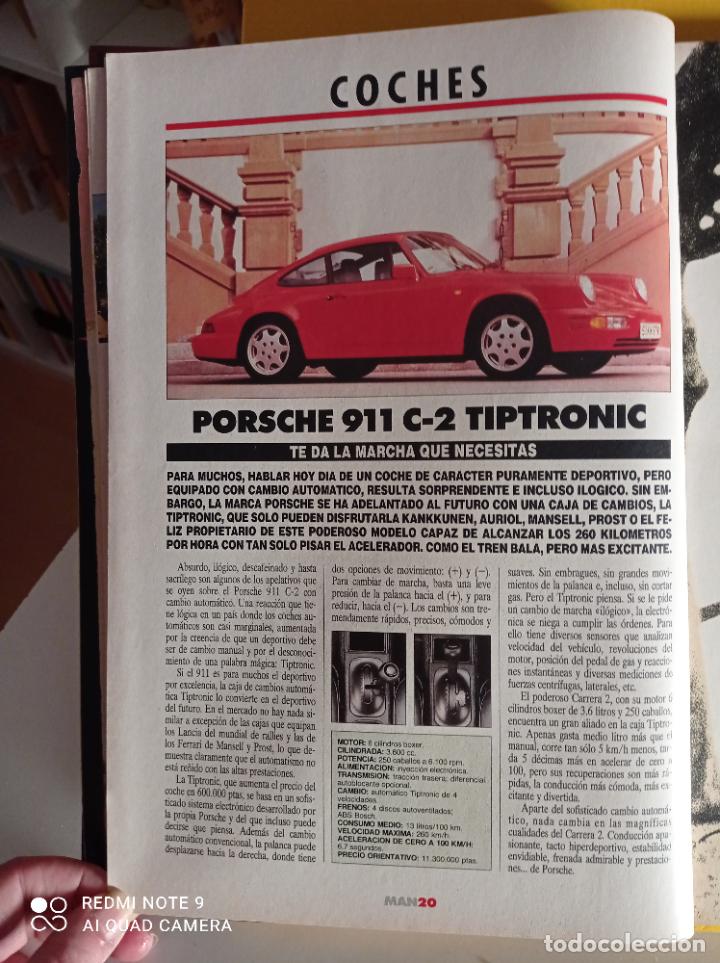 COCHES
PORSCHE 911 C-2 TIPTRONIC
TE DA LA MARCHA QUE NECESITAS
PARA MUCHOS, HABLAR HOY DIA DE UN COCHE DE CARACTER PURAMENTE DEPORTIVO, PERO
EQUIPADO CON CAMBIO AUTOMATICO, RESULTA SORPRENDENTE E INCLUSO ILOGICO. SIN EM-
BARGO, LA MARCA PORSCHE SE HA ADELANTADO AL FUTURO CON UNA CAJA DE CAMBIOS, LA
TIPTRONIC, QUE SOLO PUEDEN DISFRUTARLA KANKKUNEN, AURIOL, MANSELL, PROST O EL FE-
LIZ PROPIETARIO DE ESTE PODEROSO MODELO CAPAZ DE ALCANZAR LOS 260 KILOMETROS
POR HORA CON TAN SOLO PISAR EL ACELERADOR. COMO EL TREN BALA, PERO MAS EXCITANTE.
Absurdo, ilógico, descafeinado y hasta
sacrílego son algunos de los apelativos que
se oyen sobre el Porsche 911 C-2 con
cambio automático. Una reacción que tie-
ne lógica en un país donde los coches au-
tomáticos son casi marginales, aumentada
por la creencia de que un deportivo debe
ser de cambio manual y por el desconoci-
miento de una palabra mágica: Tiptronic.
Si el 911 es para muchos el deportivo
por excelencia, la caja de cambios automá-
tica Tiptronic lo convierte en el deportivo
del futuro. En el mercado no hay nada si-
milar a excepción de las cajas que equipan
los Lancia del mundial de rallies y las de
los Ferrari de Mansell y Prost, lo que de-
muestra claramente que el automatismo no
está reñido con las altas prestaciones.
La Tiptronic, que aumenta el precio del
coche en 600.000 ptas, se basa en un sofis-
ticado sistema electrónico desarrollado por
la propia Porsche y del que incluso puede
decirse que piensa. Además del cambio
automático convencional, la palanca puede
desplazarse hacia la derecha, donde tiene
dos opciones de movimiento: (+) y (−).
Para cambiar de marcha, basta una leve
presión de la palanca hacia el (+), y para
reducir, hacia el (−). Los cambios son tre-
mendamente rápidos, precisos, cómodos y
MOTOR: 6 cilindros boxer.
CILINDRADA: 3.600 cc.
POTENCIA: 250 caballos a 6.100 rpm.
ALIMENTACION: inyección electrónica.
TRANSMISION: tracción trasera; diferencial
autoblocante opcional.
CAMBIO: automático Tiptronic de 4
velocidades.
FRENOS: 4 discos autoventilados;
ABS Bosch.
CONSUMO MEDIO: 13 litros/100 km.
VELOCIDAD MAXIMA: 265 km/h.
ACELERACION DE CERO A 100 KM/H:
6.7 segundos.
PRECIO ORIENTATIVO: 11.300.000 ptas.
suaves. Sin embragues, sin grandes movi-
mientos de la palanca e, incluso, sin cortar
gas. Pero el Tiptronic piensa. Si se le pide
un cambio de marcha «ilógico», la electró-
nica se niega a cumplir las órdenes. Para
ello tiene diversos sensores que analizan
velocidad del vehículo, revoluciones del
motor, posición del pedal de gas y reaccio-
nes instantáneas y diversas mediciones de
fuerzas centrífugas, laterales, etc.
El poderoso Carrera 2, con su motor 6
cilindros boxer de 3.6 litros y 250 caballos,
encuentra un gran aliado en la caja Tiptro-
nic. Apenas gasta medio litro más que el
manual, corre tan sólo 5 km/h menos, tar-
da 5 décimas más en acelerar de cero a
100, pero sus recuperaciones son más rá-
pidas, la conducción más cómoda, más ex-
citante y divertida.
Aparte del sofisticado cambio automá-
tico, nada cambia en las magníficas
cualidades del Carrera 2. Conducción apa-
sionante, tacto hiperdeportivo, estabilidad
envidiable, frenada admirable y prestacio-
nes... de Porsche.
MAN20
REDMI NOTE 9
AI QUAD CAMERA
todocoleccion.net